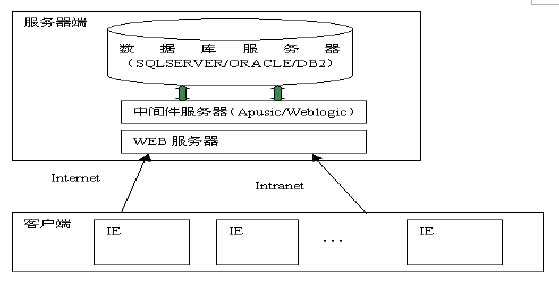 服务器端
数据库服务器
(SQLSERVER/ORACLE/DB2)
中间件服务器(Apusic/Weblogic)
WEB 服务器
Internet
Intranet
客户端
IE
IE
...
IE